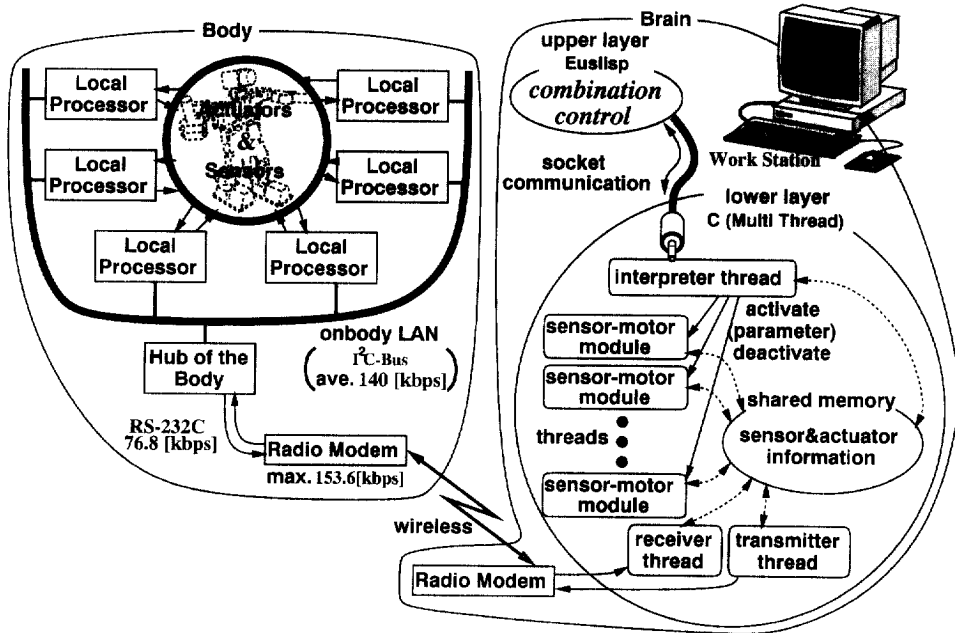 Body
Local
Processor
Local
Processor
Actuators
&
Sensors
Local
Processor
Local
Processor
Local
Processor
Local
Processor
onbody LAN
( I²C-Bus
ave. 140 [kbps] )
Hub of the
Body
RS-232C
76.8 [kbps]
Radio Modem
max. 153.6[kbps]
wireless
Radio Modem
Brain
upper layer
Euslisp
combination
control
socket
communication
Work Station
lower layer
C (Multi Thread)
interpreter thread
activate
(parameter)
deactivate
sensor-motor
module
sensor-motor
module
threads
sensor-motor
module
shared memory
sensor&actuator
information
receiver
thread
transmitter
thread